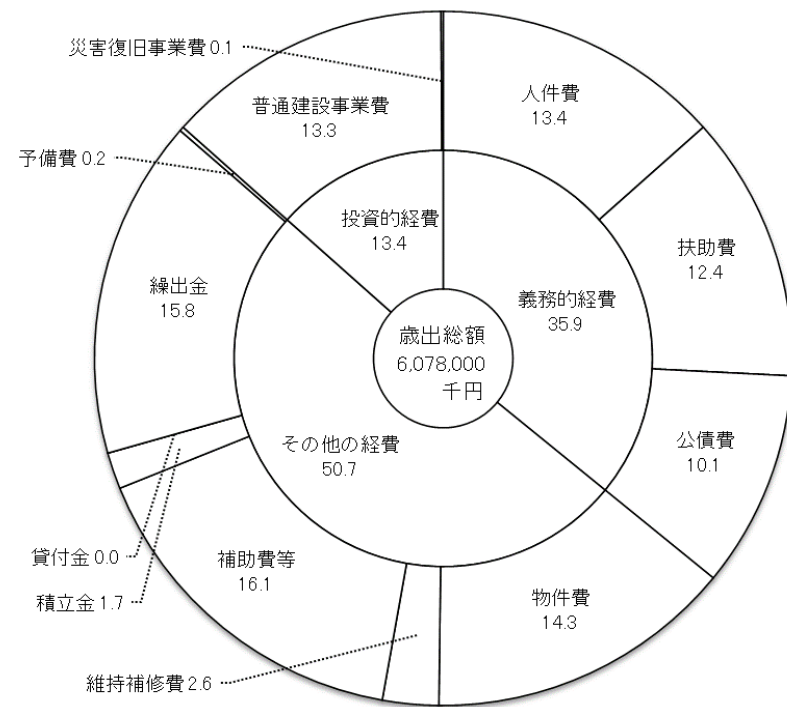 災害復旧事業費 0.1
普通建設事業費
13.3
人件費
13.4
予備費 0.2
投資的経費
13.4
扶助費
12.4
繰出金
15.8
義務的経費
35.9
歳出総額
6,078,000
千円
その他の経費
50.7
公債費
10.1
貸付金 0.0
積立金 1.7
補助費等
16.1
物件費
14.3
維持補修費 2.6